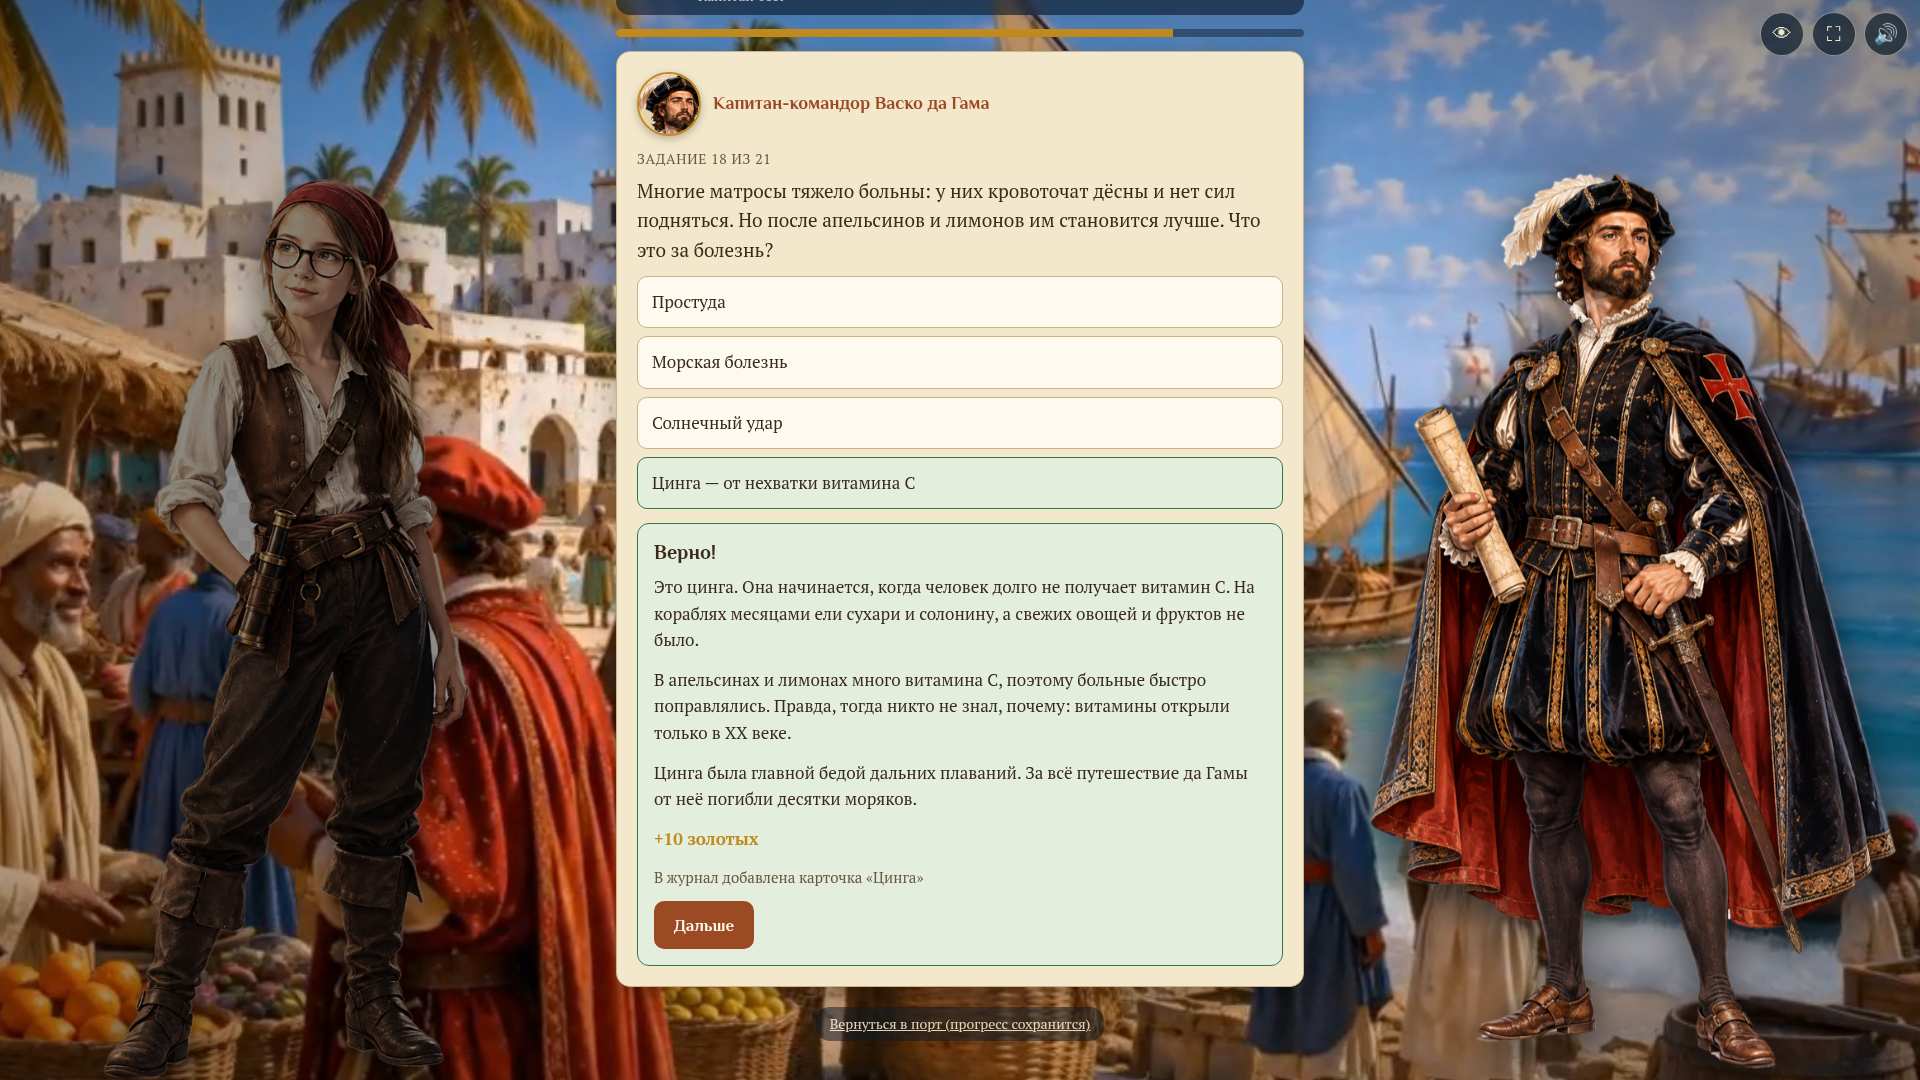 Капитан-командор Васко да Гама
ЗАДАНИЕ 18 ИЗ 21
Многие матросы тяжело больны: у них кровоточат дёсны и нет сил
подняться. Но после апельсинов и лимонов им становится лучше. Что
это за болезнь?
Простуда
Морская болезнь
Солнечный удар
Цинга — от нехватки витамина С
Верно!
Это цинга. Она начинается, когда человек долго не получает витамин С. На
кораблях месяцами ели сухари и солонину, а свежих овощей и фруктов не
было.
В апельсинах и лимонах много витамина С, поэтому больные быстро
поправлялись. Правда, тогда никто не знал, почему: витамины открыли
только в XX веке.
Цинга была главной бедой дальних плаваний. За всё путешествие да Гамы
от неё погибли десятки моряков.
+10 золотых
В журнал добавлена карточка «Цинга»
Дальше
Вернуться в порт (прогресс сохранится)